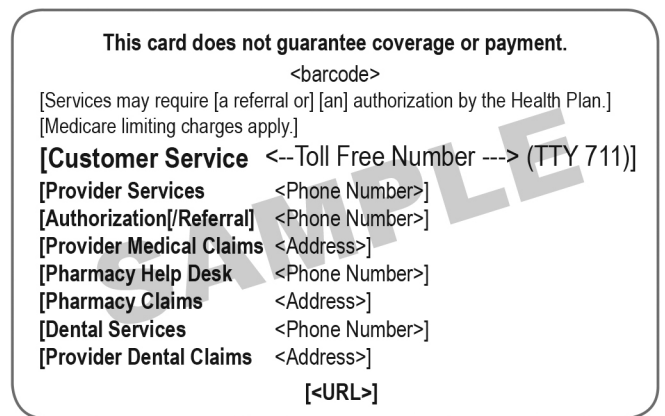 This card does not guarantee coverage or payment.
<barcode>
[Services may require [a referral or] [an] authorization by the Health Plan.]
[Medicare limiting charges apply.]
[Customer Service <--Toll Free Number ---> (TTY 711)]
[Provider Services <Phone Number>]
[Authorization[/Referral] <Phone Number>]
[Provider Medical Claims <Address>]
[Pharmacy Help Desk <Phone Number>]
[Pharmacy Claims <Address>]
[Dental Services <Phone Number>]
[Provider Dental Claims <Address>]
[<URL>]
SAMPLE